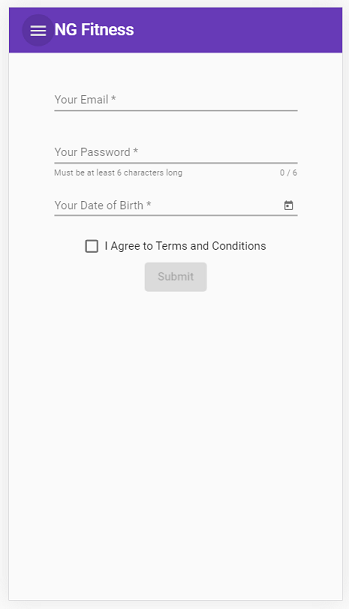 NG Fitness
Your Email *
Your Password *
Must be at least 6 characters long 0 / 6
Your Date of Birth *
I Agree to Terms and Conditions
Submit